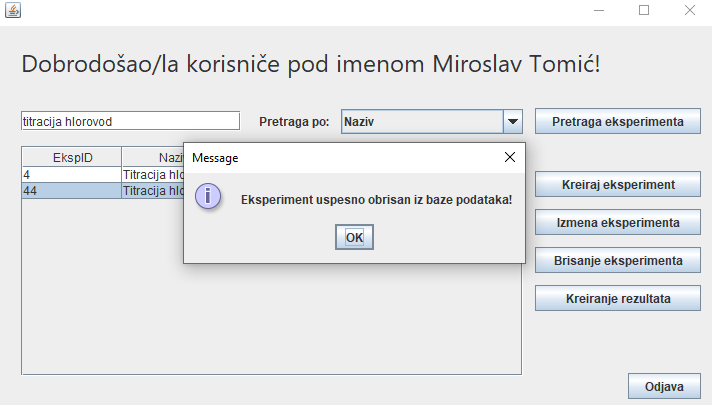 Dobrodošao/la korisniče pod imenom Miroslav Tomić!
titracija hlorovod
Pretraga po:
Naziv
Pretraga eksperimenta
EkspID
Naziv
4
Titracija hlo
44
Titracija hlo
Message
Eksperiment uspesno obrisan iz baze podataka!
OK
Kreiraj eksperiment
Izmena eksperimenta
Brisanje eksperimenta
Kreiranje rezultata
Odjava